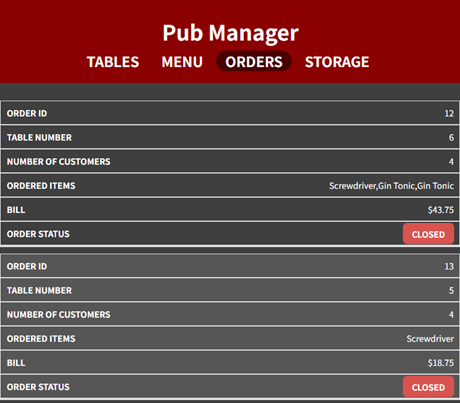 Pub Manager
TABLES MENU ORDERS STORAGE
ORDER ID 12
TABLE NUMBER 6
NUMBER OF CUSTOMERS 4
ORDERED ITEMS Screwdriver,Gin Tonic,Gin Tonic
BILL $43.75
ORDER STATUS CLOSED
ORDER ID 13
TABLE NUMBER 5
NUMBER OF CUSTOMERS 4
ORDERED ITEMS Screwdriver
BILL $18.75
ORDER STATUS CLOSED